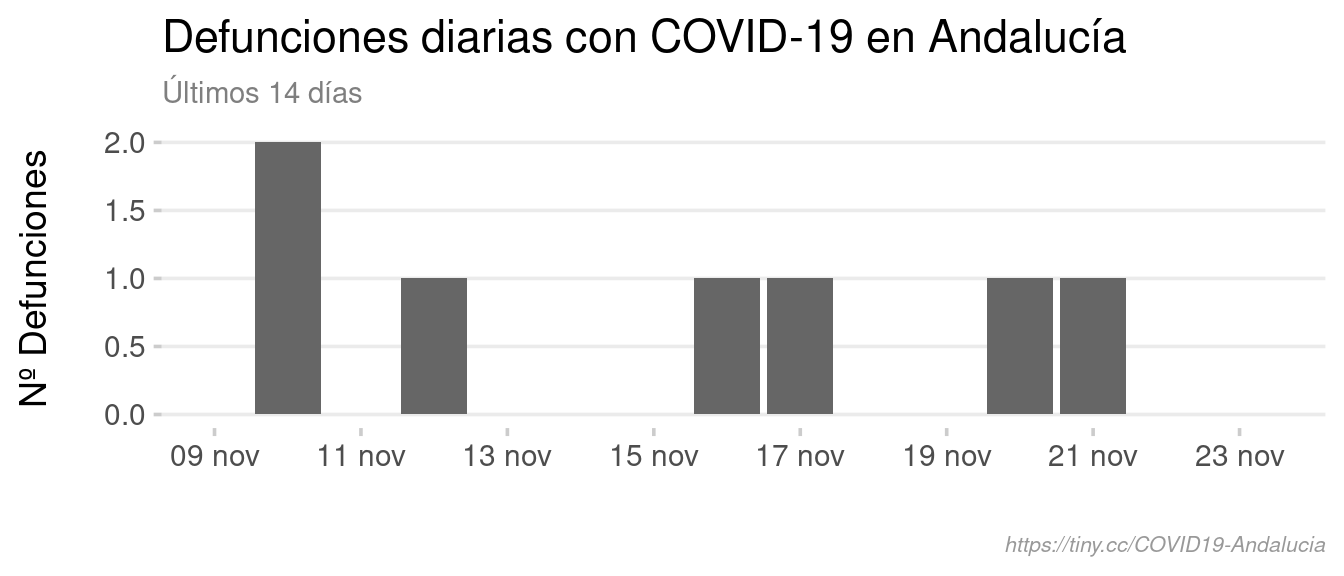 Defunciones diarias con COVID-19 en Andalucía
Últimos 14 días
Nº Defunciones
2.0
1.5
1.0
0.5
0.0
09 nov 11 nov 13 nov 15 nov 17 nov 19 nov 21 nov 23 nov
https://tiny.cc/COVID19-Andalucia